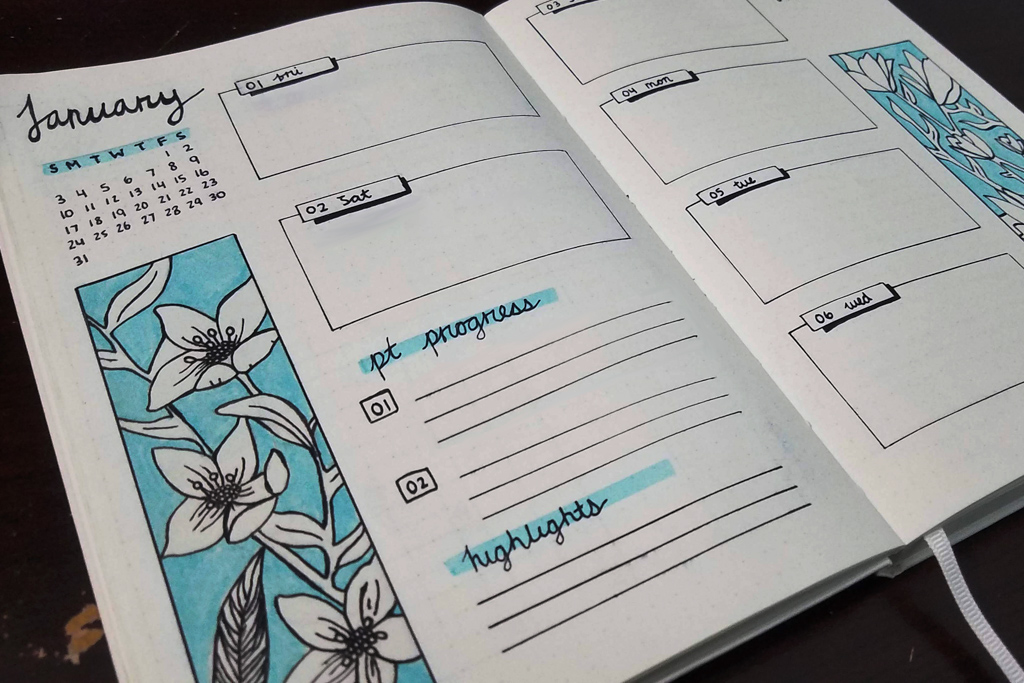 January
S M T W T F S
1 2
3 4 5 6 7 8 9
10 11 12 13 14 15 16
17 18 19 20 21 22 23
24 25 26 27 28 29 30
31
01 fri
02 Sat
pt progress
01
02
highlights
03
04 mon
05 tue
06 wed